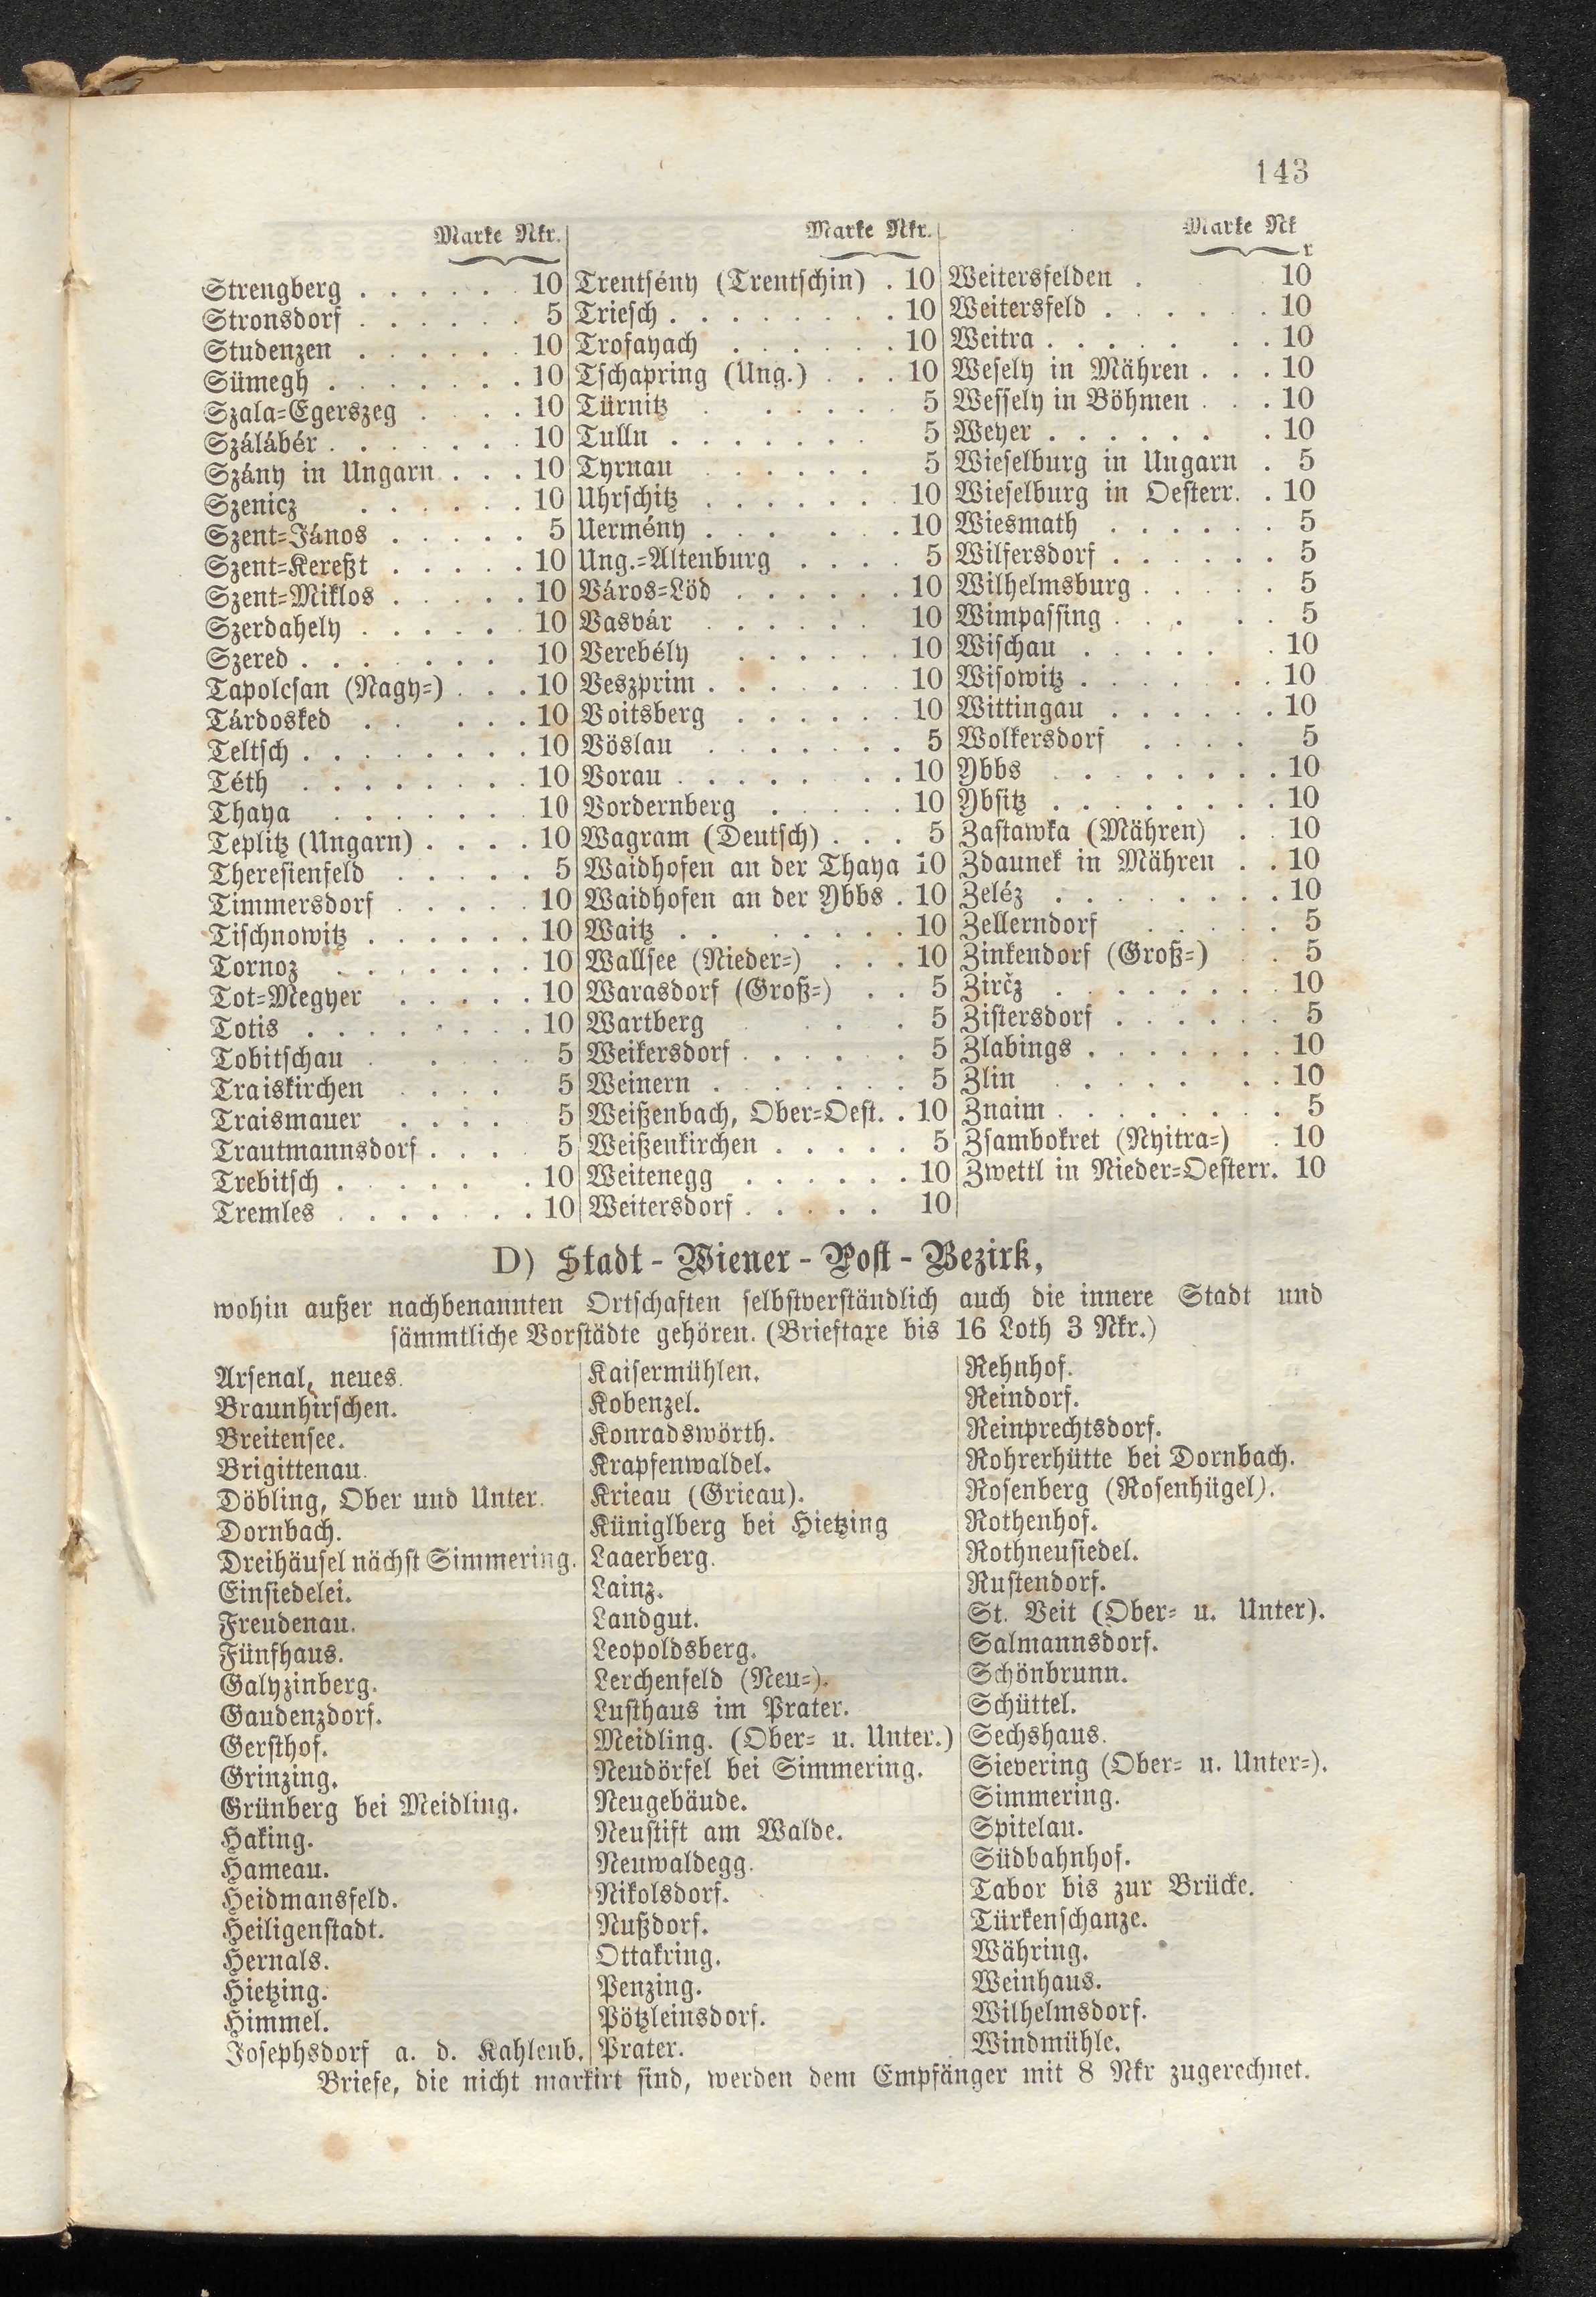 143
Marke Nkr.
Strengberg . . . . . 10
Stronsdorf . . . . . . 5
Studenzen . . . . . . 10
Sümegh . . . . . . . 10
Szala-Egerszeg . . . . 10
Szálábér . . . . . . . 10
Szány in Ungarn . . . 10
Szenicz . . . . . . 10
Szent-János . . . . . 5
Szent-Kereßt . . . . . 10
Szent-Miklos . . . . . 10
Szerdahely . . . . . 10
Szered . . . . . . . 10
Tapolcsan (Nagy-) . . . 10
Tárdosked . . . . . 10
Teltsch . . . . . . . . 10
Téth . . . . . . . . 10
Thaya . . . . . . . 10
Teplitz (Ungarn) . . . . 10
Theresienfeld . . . . . 5
Timmersdorf . . . . . 10
Tischnowitz . . . . . . 10
Tornoz . . . . . . . 10
Tot-Megyer . . . . . 10
Totis . . . . . . . . 10
Tobitschau . . . . 5
Traiskirchen . . . . 5
Traismauer . . . . 5
Trautmannsdorf . . . . 5
Trebitsch . . . . . . 10
Tremles . . . . . . . 10
Marke Nkr.
Trentsény (Trentschin) . 10
Triesch . . . . . . . . 10
Trofayach . . . . . . 10
Tschapring (Ung.) . . . 10
Türnitz . . . . . 5
Tulln . . . . . . . 5
Tyrnau . . . . . . 5
Uhrschitz . . . . . . . 10
Uermény . . . . . . 10
Ung.-Altenburg . . . . 5
Város-Löd . . . . . . 10
Vasvár . . . . . . 10
Verebély . . . . . . 10
Veszprim . . . . . . . 10
Voitsberg . . . . . . 10
Vöslau . . . . . . . 5
Vorau . . . . . . . . 10
Vordernberg . . . . . 10
Wagram (Deutsch) . . . 5
Waidhofen an der Thaya 10
Waidhofen an der Ybbs . 10
Waitz . . . . . . . 10
Wallsee (Nieder-) . . . 10
Warasdorf (Groß-) . . 5
Wartberg . . . 5
Weikersdorf . . . . . . 5
Weinern . . . . . . . 5
Weißenbach, Ober-Oest. . 10
Weißenkirchen . . . . . 5
Weitenegg . . . . . . 10
Weitersdorf . . . . . 10
Marke Nk
r
Weitersfelden . 10
Weitersfeld . . . . . . 10
Weitra . . . . . . . 10
Wesely in Mähren . . . 10
Wessely in Böhmen . . . 10
Weyer . . . . . . . 10
Wieselburg in Ungarn . 5
Wieselburg in Oesterr. . 10
Wiesmath . . . . . . 5
Wilfersdorf . . . . . . 5
Wilhelmsburg . . . . . 5
Wimpassing . . . . . 5
Wischau . . . . . . 10
Wisowitz . . . . . . . 10
Wittingau . . . . . . 10
Wolkersdorf . . . . 5
Ybbs . . . . . . . . 10
Ybsitz . . . . . . . . 10
Zastawka (Mähren) . . 10
Zdaunek in Mähren . . 10
Zeléz . . . . . . . . 10
Zellerndorf . . . . . 5
Zinkendorf (Groß-) . . 5
Zirčz . . . . . . . . 10
Zistersdorf . . . . . . 5
Zlabings . . . . . . . 10
Zlin . . . . . . . 10
Znaim . . . . . . . . 5
Zsambokret (Nyitra-) . 10
Zwettl in Nieder-Oesterr. 10
D) Stadt-Wiener-Post-Bezirk,
wohin außer nachbenannten Ortschaften selbstverständlich auch die innere Stadt und
sämmtliche Vorstädte gehören. (Brieftaxe bis 16 Loth 3 Nkr.)
Arsenal, neues.
Braunhirschen.
Breitensee.
Brigittenau.
Döbling, Ober und Unter.
Dornbach.
Dreihäusel nächst Simmering.
Einsiedelei.
Freudenau.
Fünfhaus.
Galyzinberg.
Gaudenzdorf.
Gersthof.
Grinzing.
Grünberg bei Meidling.
Haking.
Hameau.
Heidmansfeld.
Heiligenstadt.
Hernals.
Hietzing.
Himmel.
Josephsdorf a. d. Kahlenb.
Kaisermühlen.
Kobenzel.
Konradswörth.
Krapfenwaldel.
Krieau (Grieau).
Küniglberg bei Hietzing
Laaerberg.
Lainz.
Landgut.
Leopoldsberg.
Lerchenfeld (Neu-).
Lusthaus im Prater.
Meidling. (Ober- u. Unter.)
Neudörfel bei Simmering.
Neugebäude.
Neustift am Walde.
Neuwaldegg.
Nikolsdorf.
Nußdorf.
Ottakring.
Penzing.
Pötzleinsdorf.
Prater.
Rehnhof.
Reindorf.
Reinprechtsdorf.
Rohrerhütte bei Dornbach.
Rosenberg (Rosenhügel).
Rothenhof.
Rothneusiedel.
Rustendorf.
St. Veit (Ober- u. Unter).
Salmannsdorf.
Schönbrunn.
Schüttel.
Sechshaus.
Sievering (Ober- u. Unter-).
Simmering.
Spitelau.
Südbahnhof.
Tabor bis zur Brücke.
Türkenschanze.
Währing.
Weinhaus.
Wilhelmsdorf.
Windmühle.
Briefe, die nicht markirt sind, werden dem Empfänger mit 8 Nkr zugerechnet.